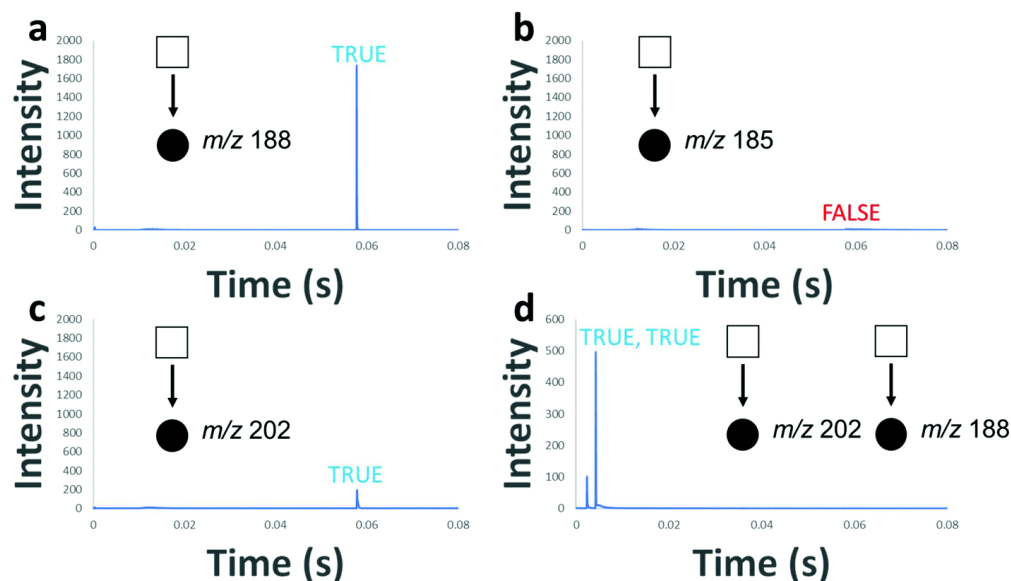 a
2000
1800
1600
1400
1200
1000
800
600
400
200
0
Intensity
TRUE
m/z 188
0 0.02 0.04 0.06 0.08
Time (s)
b
2000
1800
1600
1400
1200
1000
800
600
400
200
0
Intensity
m/z 185
FALSE
0 0.02 0.04 0.06 0.08
Time (s)
c
2000
1800
1600
1400
1200
1000
800
600
400
200
0
Intensity
m/z 202
TRUE
0 0.02 0.04 0.06 0.08
Time (s)
d
600
500
400
300
200
100
0
Intensity
TRUE, TRUE
m/z 202 m/z 188
0 0.02 0.04 0.06 0.08
Time (s)